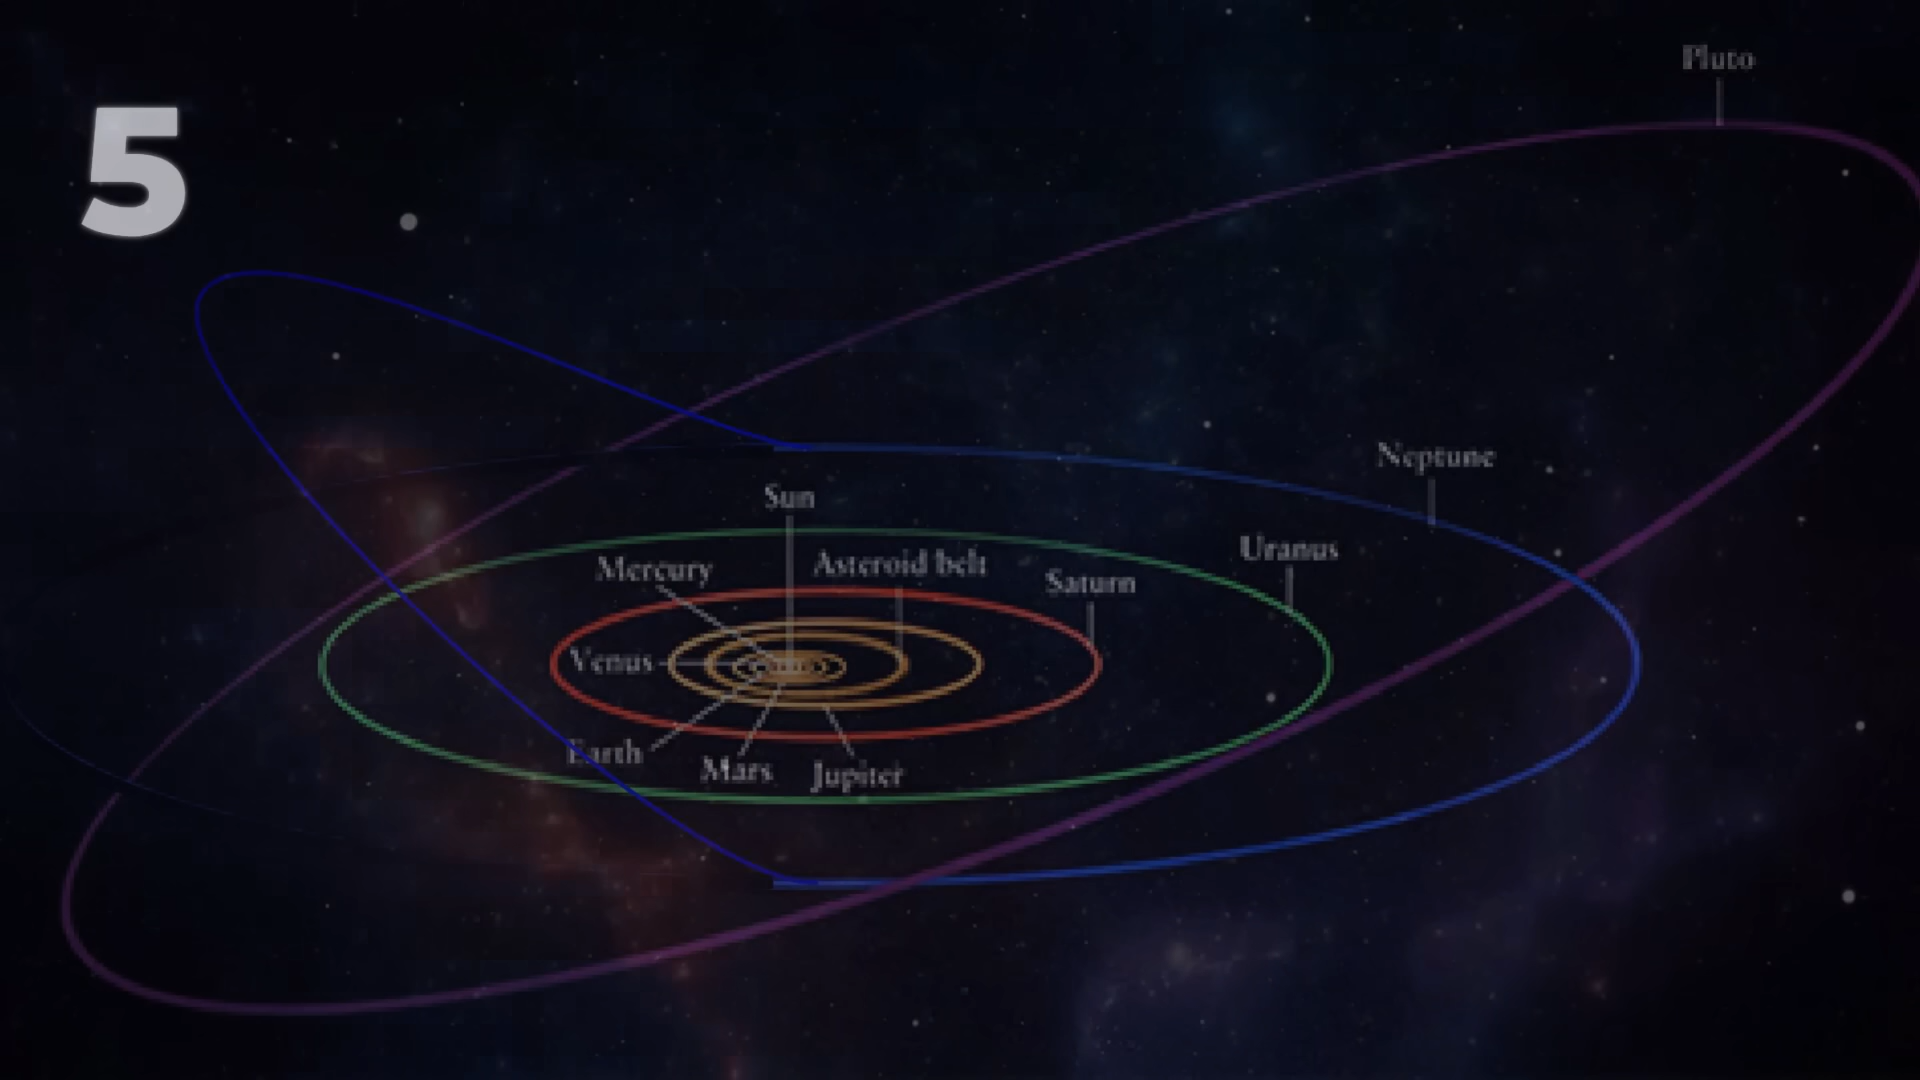 5
Pluto
Neptune
Sun
Uranus
Mercury
Asteroid belt
Saturn
Venus
Earth
Mars
Jupiter